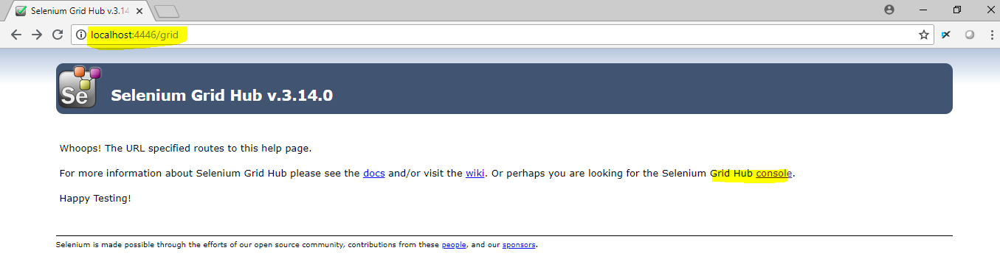 Selenium Grid Hub v.3.14
localhost:4446/grid
Se
Selenium Grid Hub v.3.14.0
Whoops! The URL specified routes to this help page.
For more information about Selenium Grid Hub please see the docs and/or visit the wiki. Or perhaps you are looking for the Selenium Grid Hub console.
Happy Testing!
Selenium is made possible through the efforts of our open source community, contributions from these people, and our sponsors.